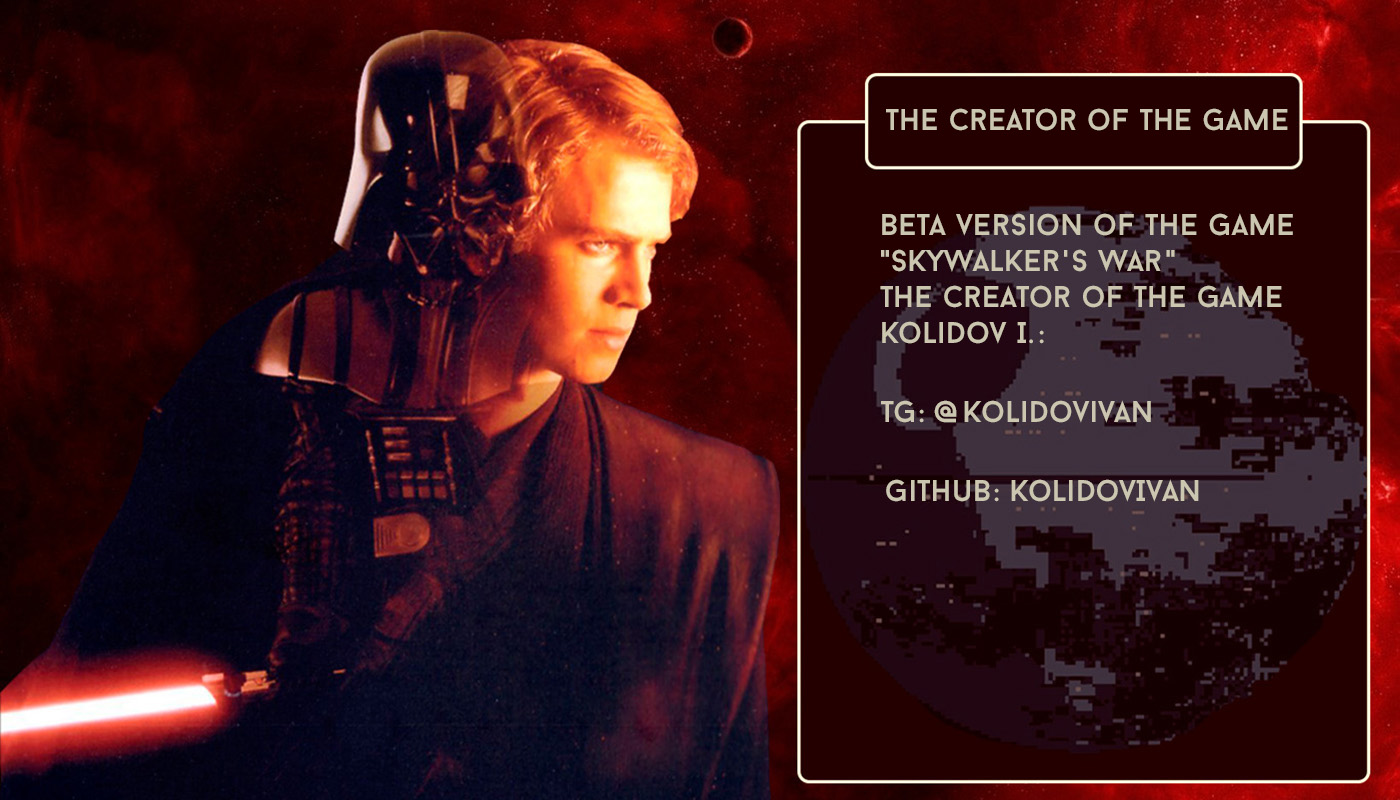 THE CREATOR OF THE GAME
BETA VERSION OF THE GAME
"SKYWALKER'S WAR"
THE CREATOR OF THE GAME
KOLIDOV I.:
TG: @KOLIDOVIVAN
GITHUB: KOLIDOVIVAN